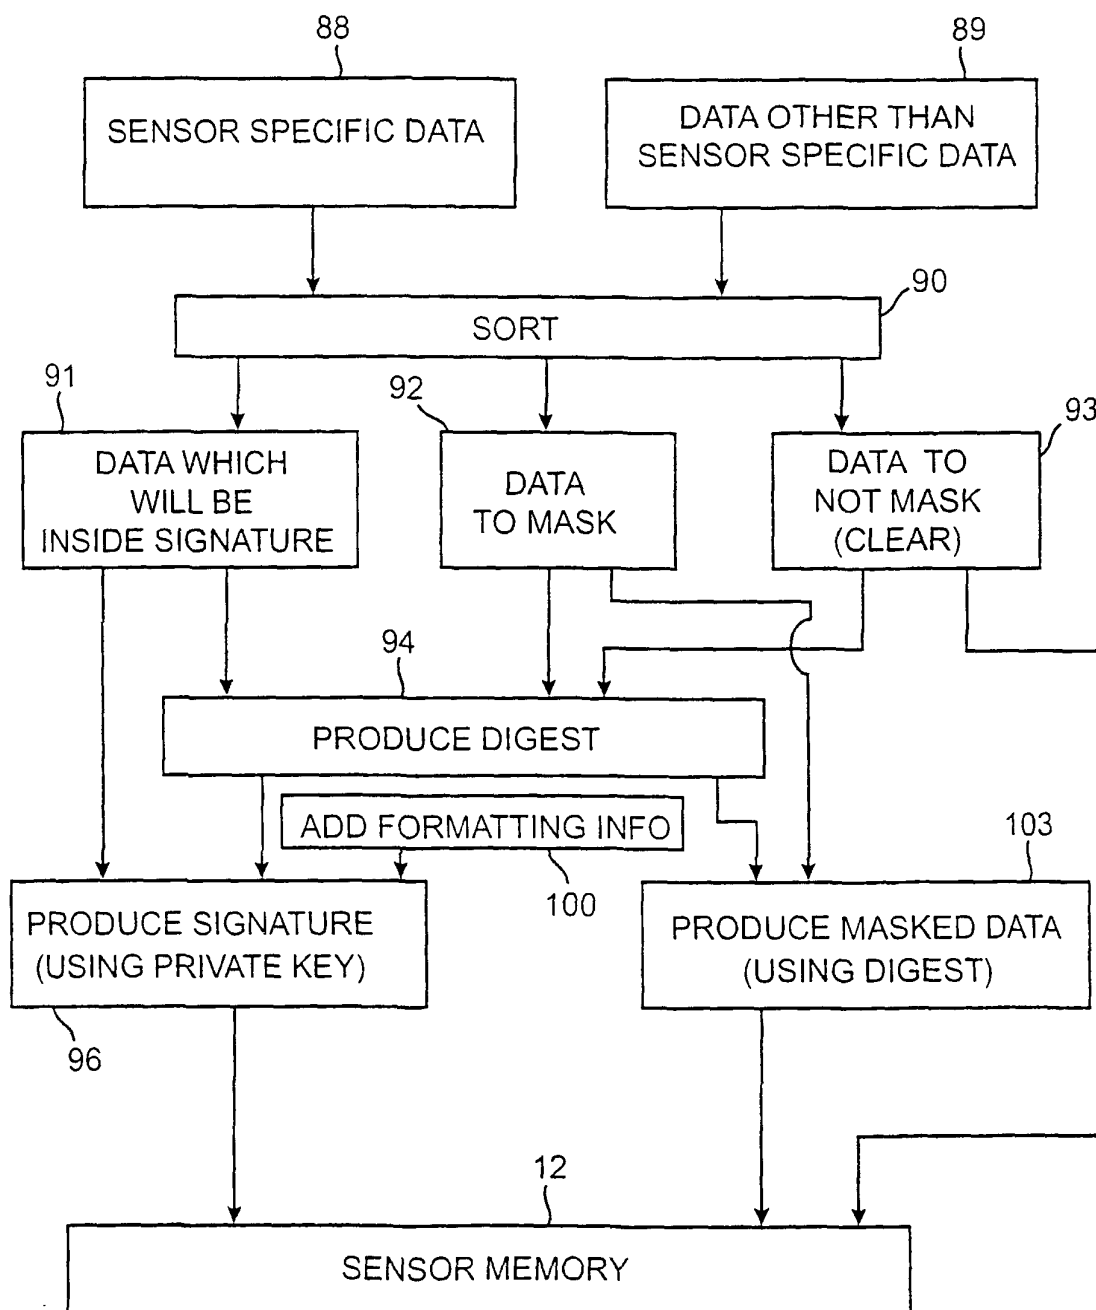 88
89
SENSOR SPECIFIC DATA
DATA OTHER THAN
SENSOR SPECIFIC DATA
90
SORT
91
92
93
DATA WHICH
WILL BE
INSIDE SIGNATURE
DATA
TO MASK
DATA TO
NOT MASK
(CLEAR)
94
PRODUCE DIGEST
ADD FORMATTING INFO
100
103
PRODUCE SIGNATURE
(USING PRIVATE KEY)
96
PRODUCE MASKED DATA
(USING DIGEST)
12
SENSOR MEMORY